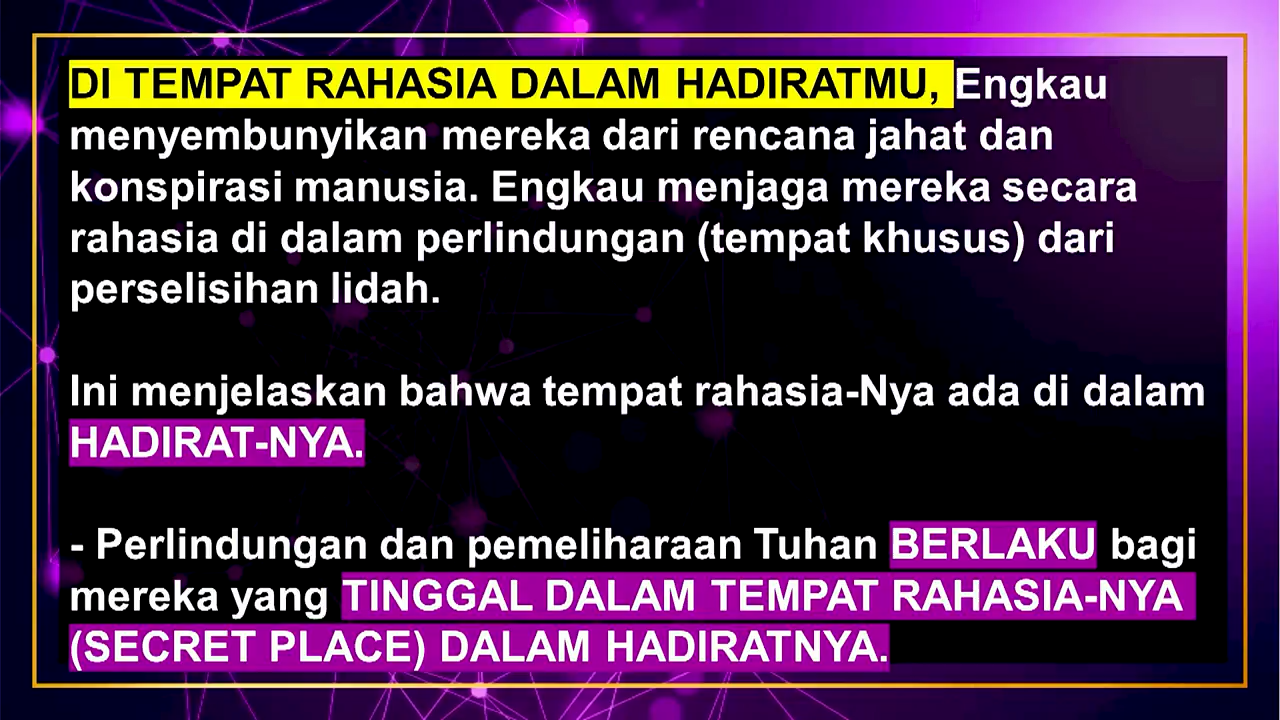 DI TEMPAT RAHASIA DALAM HADIRATMU, Engkau
menyembunyikan mereka dari rencana jahat dan
konspirasi manusia. Engkau menjaga mereka secara
rahasia di dalam perlindungan (tempat khusus) dari
perselisihan lidah.
Ini menjelaskan bahwa tempat rahasia-Nya ada di dalam
HADIRAT-NYA.
- Perlindungan dan pemeliharaan Tuhan BERLAKU bagi
mereka yang TINGGAL DALAM TEMPAT RAHASIA-NYA
(SECRET PLACE) DALAM HADIRATNYA.